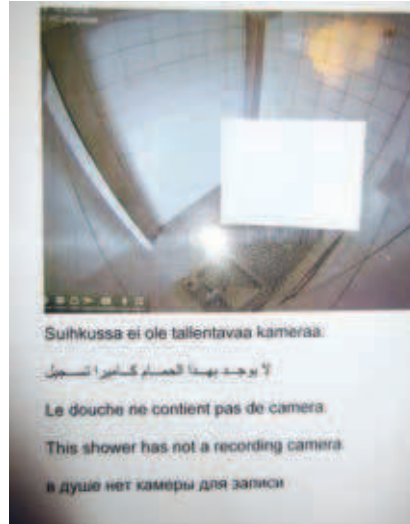 Suihkussa ei ole tallentavaa kameraa.
لا يوجد بهذا الحمام كاميرا تسجيل
Le douche ne contient pas de camera.
This shower has not a recording camera.
в душе нет камеры для записи